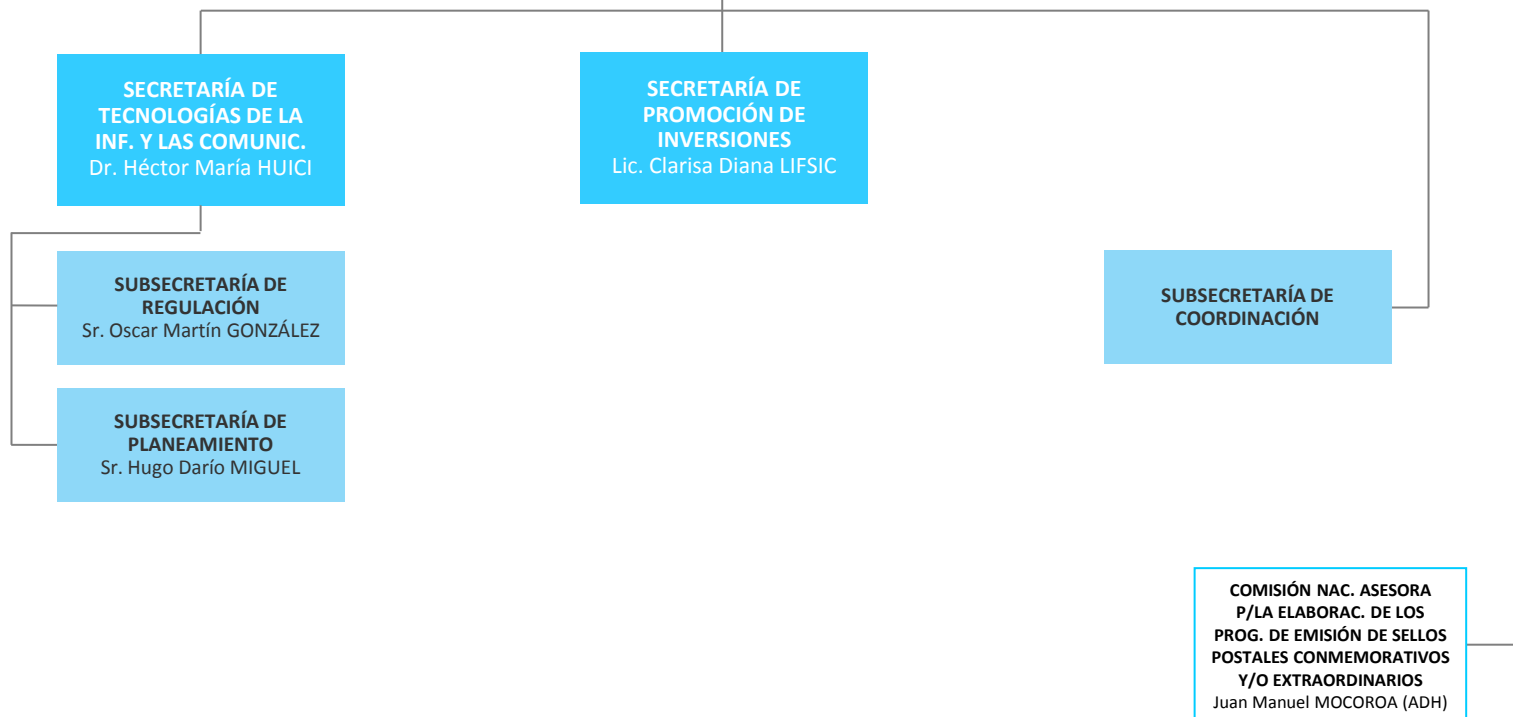 SECRETARÍA DE
TECNOLOGÍAS DE LA
INF. Y LAS COMUNIC.
Dr. Héctor María HUICI
SECRETARÍA DE
PROMOCIÓN DE
INVERSIONES
Lic. Clarisa Diana LIFSIC
SUBSECRETARÍA DE
REGULACIÓN
Sr. Oscar Martín GONZÁLEZ
SUBSECRETARÍA DE
COORDINACIÓN
SUBSECRETARÍA DE
PLANEAMIENTO
Sr. Hugo Darío MIGUEL
COMISIÓN NAC. ASESORA
P/LA ELABORAC. DE LOS
PROG. DE EMISIÓN DE SELLOS
POSTALES CONMEMORATIVOS
Y/O EXTRAORDINARIOS
Juan Manuel MOCOROA (ADH)